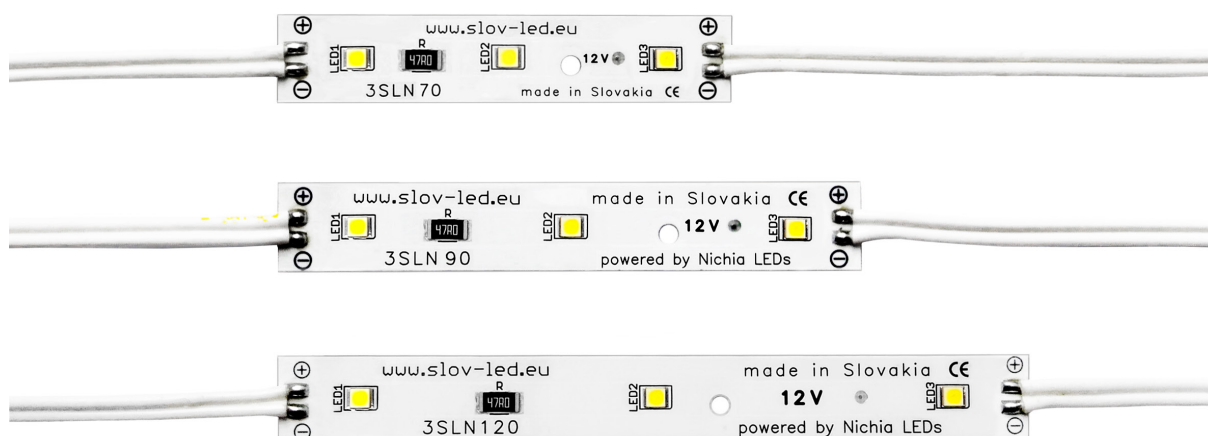 www.slov-led.eu
LED1 R 47R0 LED2 12V LED3
3SLN70 made in Slovakia CE
www.slov-led.eu made in Slovakia CE
LED1 R 47R0 LED2 12V LED3
3SLN90 powered by Nichia LEDs
www.slov-led.eu made in Slovakia CE
LED1 R 47R0 LED2 12V LED3
3SLN120 powered by Nichia LEDs